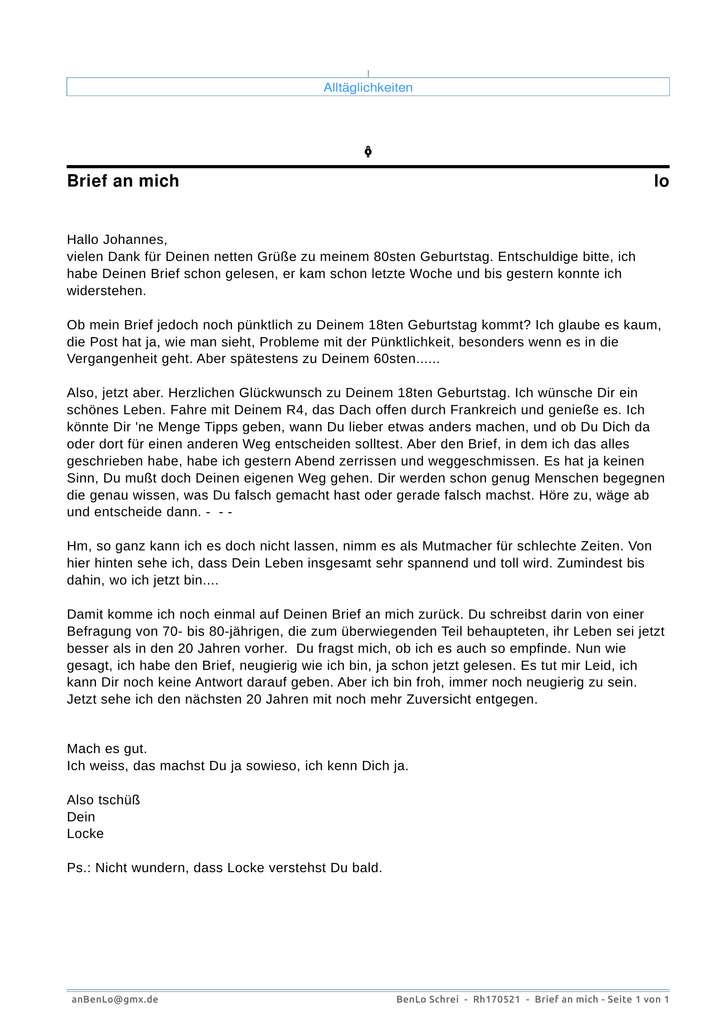 Alltäglichkeiten
Brief an mich lo
Hallo Johannes,
vielen Dank für Deinen netten Grüße zu meinem 80sten Geburtstag. Entschuldige bitte, ich
habe Deinen Brief schon gelesen, er kam schon letzte Woche und bis gestern konnte ich
widerstehen.
Ob mein Brief jedoch noch pünktlich zu Deinem 18ten Geburtstag kommt? Ich glaube es kaum,
die Post hat ja, wie man sieht, Probleme mit der Pünktlichkeit, besonders wenn es in die
Vergangenheit geht. Aber spätestens zu Deinem 60sten......
Also, jetzt aber. Herzlichen Glückwunsch zu Deinem 18ten Geburtstag. Ich wünsche Dir ein
schönes Leben. Fahre mit Deinem R4, das Dach offen durch Frankreich und genieße es. Ich
könnte Dir 'ne Menge Tipps geben, wann Du lieber etwas anders machen, und ob Du Dich da
oder dort für einen anderen Weg entscheiden solltest. Aber den Brief, in dem ich das alles
geschrieben habe, habe ich gestern Abend zerrissen und weggeschmissen. Es hat ja keinen
Sinn, Du mußt doch Deinen eigenen Weg gehen. Dir werden schon genug Menschen begegnen
die genau wissen, was Du falsch gemacht hast oder gerade falsch machst. Höre zu, wäge ab
und entscheide dann. - - -
Hm, so ganz kann ich es doch nicht lassen, nimm es als Mutmacher für schlechte Zeiten. Von
hier hinten sehe ich, dass Dein Leben insgesamt sehr spannend und toll wird. Zumindest bis
dahin, wo ich jetzt bin....
Damit komme ich noch einmal auf Deinen Brief an mich zurück. Du schreibst darin von einer
Befragung von 70- bis 80-jährigen, die zum überwiegenden Teil behaupteten, ihr Leben sei jetzt
besser als in den 20 Jahren vorher. Du fragst mich, ob ich es auch so empfinde. Nun wie
gesagt, ich habe den Brief, neugierig wie ich bin, ja schon jetzt gelesen. Es tut mir Leid, ich
kann Dir noch keine Antwort darauf geben. Aber ich bin froh, immer noch neugierig zu sein.
Jetzt sehe ich den nächsten 20 Jahren mit noch mehr Zuversicht entgegen.
Mach es gut.
Ich weiss, das machst Du ja sowieso, ich kenn Dich ja.
Also tschüß
Dein
Locke
Ps.: Nicht wundern, dass Locke verstehst Du bald.
anBenLo@gmx.de BenLo Schrei - Rh170521 - Brief an mich - Seite 1 von 1